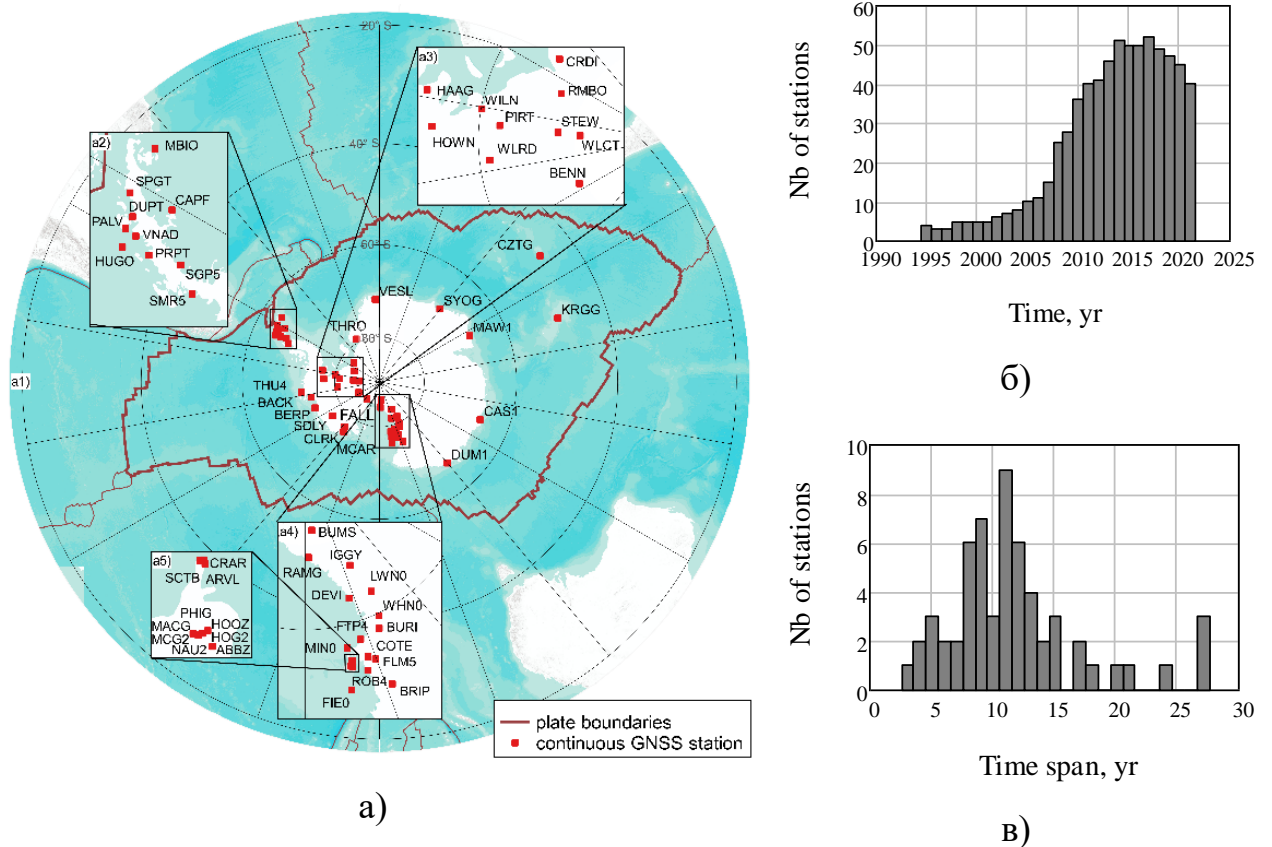 20° S
40° S
60° S
80° S
a1)
a2)
MBIO
SPGT
DUPT
CAPF
PALV
VNAD
HUGO
PRPT
SGP5
SMR5
a3)
CRDI
HAAG
RMBO
WILN
PIRT
STEW
HOWN
WLRD
WLCT
BENN
CZTG
VESL
SYOG
KRGG
MAW1
THRO
THU4
BACK
BERP
FALL
SDLY
CLRK
MCAR
CAS1
DUM1
a4)
BUMS
IGGY
RAMG
LWN0
DEVI
WHN0
FTP4
BURI
MIN0
COTE
FLM5
ROB4
BRIP
FIE0
a5)
CRAR
SCTB
ARVL
PHIG
MACG
HOOZ
MCG2
HOG2
NAU2
ABBZ
plate boundaries
continuous GNSS station
а)
Nb of stations
60
50
40
30
20
10
0
1990 1995 2000 2005 2010 2015 2020 2025
Time, yr
б)
Nb of stations
10
8
6
4
2
0
0 5 10 15 20 25 30
Time span, yr
в)